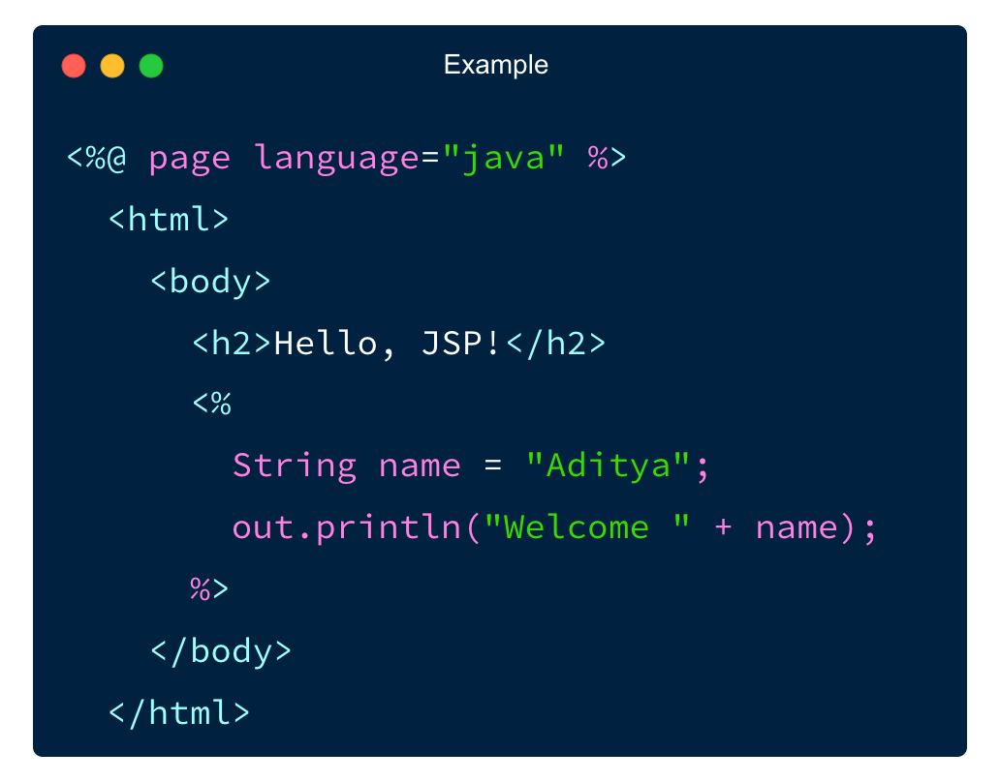 Example
<%@ page language="java" %>
<html>
<body>
<h2>Hello, JSP!</h2>
<%
String name = "Aditya";
out.println("Welcome " + name);
%>
</body>
</html>